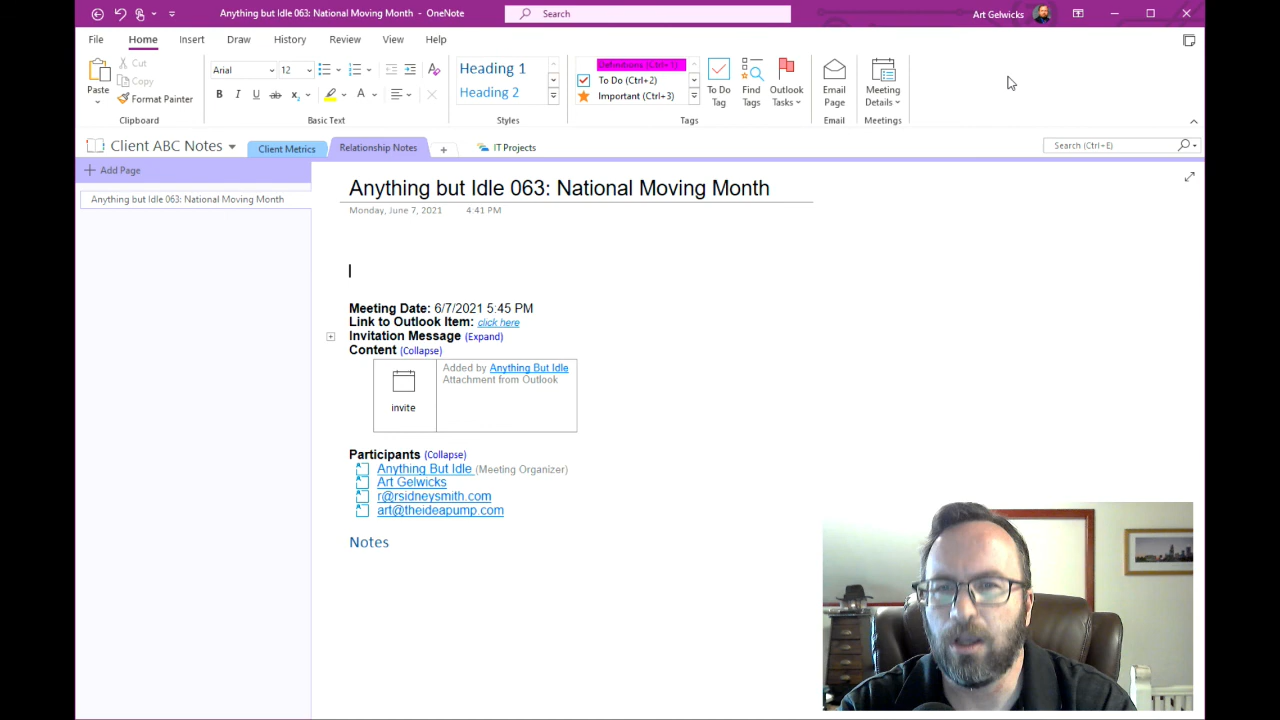 Anything but Idle 063: National Moving Month - OneNote
Search
Art Gelwicks
File Home Insert Draw History Review View Help
Paste
Cut
Copy
Format Painter
Clipboard
Arial 12
B I U ab x
A
Basic Text
Heading 1
Heading 2
Styles
Definitions (Ctrl+1)
To Do (Ctrl+2)
Important (Ctrl+3)
To Do Tag
Find Tags
Outlook Tasks
Tags
Email Page
Email
Meeting Details
Meetings
Client ABC Notes
Client Metrics
Relationship Notes
IT Projects
Search (Ctrl+E)
Add Page
Anything but Idle 063: National Moving Month
Anything but Idle 063: National Moving Month
Monday, June 7, 2021 4:41 PM
Meeting Date: 6/7/2021 5:45 PM
Link to Outlook Item: click here
Invitation Message (Expand)
Content (Collapse)
invite
Added by Anything But Idle
Attachment from Outlook
Participants (Collapse)
Anything But Idle (Meeting Organizer)
Art Gelwicks
r@rsidneysmith.com
art@theideapump.com
Notes